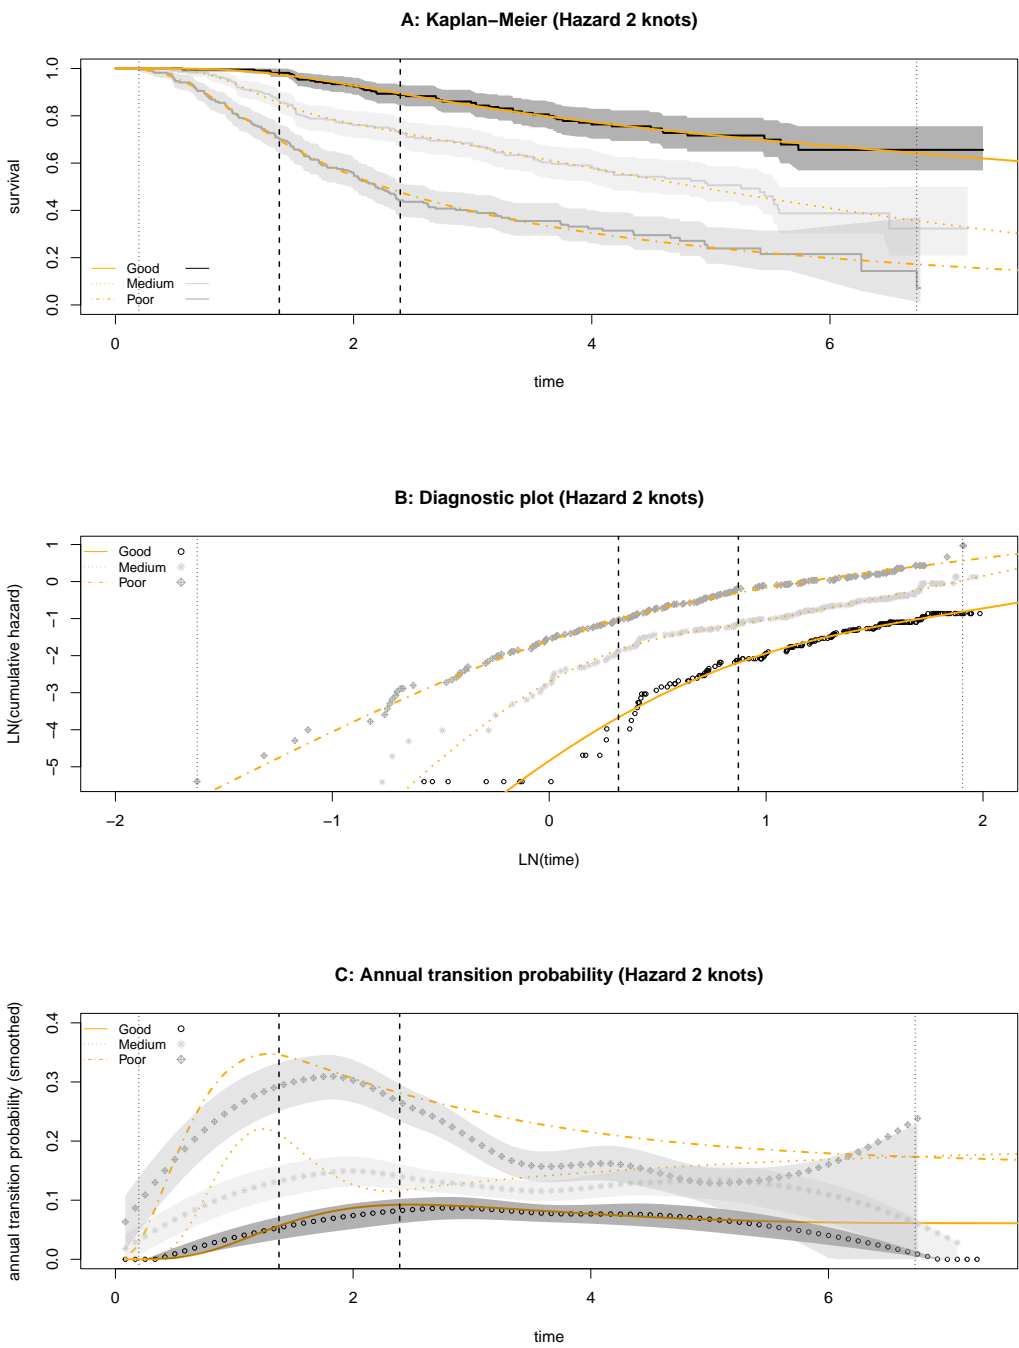 A: Kaplan−Meier (Hazard 2 knots)
survival
1.0
0.8
0.6
0.4
0.2
0.0
Good
Medium
Poor
0 2 4 6
time
B: Diagnostic plot (Hazard 2 knots)
LN(cumulative hazard)
1
0
−1
−2
−3
−4
−5
Good
Medium
Poor
−2 −1 0 1 2
LN(time)
C: Annual transition probability (Hazard 2 knots)
annual transition probability (smoothed)
0.4
0.3
0.2
0.1
0.0
Good
Medium
Poor
0 2 4 6
time